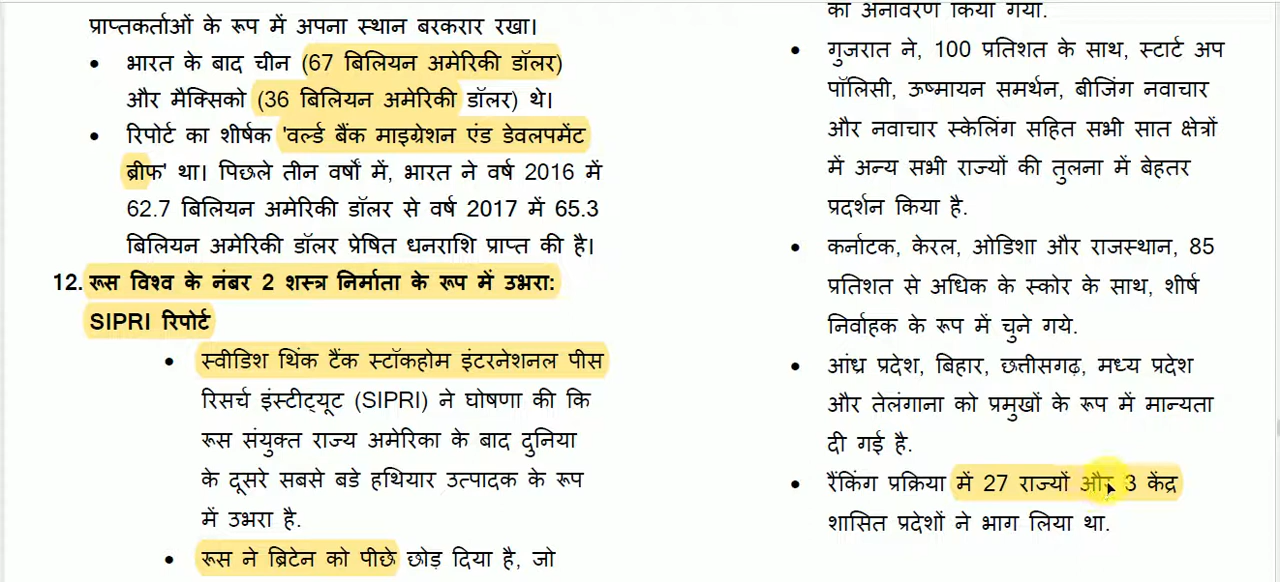 प्राप्तकर्ताओं के रूप में अपना स्थान बरकरार रखा।
• भारत के बाद चीन (67 बिलियन अमेरिकी डॉलर)
और मैक्सिको (36 बिलियन अमेरिकी डॉलर) थे।
• रिपोर्ट का शीर्षक 'वर्ल्ड बैंक माइग्रेशन एंड डेवलपमेंट
ब्रीफ' था। पिछले तीन वर्षों में, भारत ने वर्ष 2016 में
62.7 बिलियन अमेरिकी डॉलर से वर्ष 2017 में 65.3
बिलियन अमेरिकी डॉलर प्रेषित धनराशि प्राप्त की है।
12. रूस विश्व के नंबर 2 शस्त्र निर्माता के रूप में उभरा:
SIPRI रिपोर्ट
• स्वीडिश थिंक टैंक स्टॉकहोम इंटरनेशनल पीस
रिसर्च इंस्टीट्यूट (SIPRI) ने घोषणा की कि
रूस संयुक्त राज्य अमेरिका के बाद दुनिया
के दूसरे सबसे बडे हथियार उत्पादक के रूप
में उभरा है.
• रूस ने ब्रिटेन को पीछे छोड़ दिया है, जो
का अनावरण किया गया.
• गुजरात ने, 100 प्रतिशत के साथ, स्टार्ट अप
पॉलिसी, ऊष्मायन समर्थन, बीजिंग नवाचार
और नवाचार स्केलिंग सहित सभी सात क्षेत्रों
में अन्य सभी राज्यों की तुलना में बेहतर
प्रदर्शन किया है.
• कर्नाटक, केरल, ओडिशा और राजस्थान, 85
प्रतिशत से अधिक के स्कोर के साथ, शीर्ष
निर्वाहक के रूप में चुने गये.
• आंध्र प्रदेश, बिहार, छत्तीसगढ़, मध्य प्रदेश
और तेलंगाना को प्रमुखों के रूप में मान्यता
दी गई है.
• रैंकिंग प्रक्रिया में 27 राज्यों और 3 केंद्र
शासित प्रदेशों ने भाग लिया था.